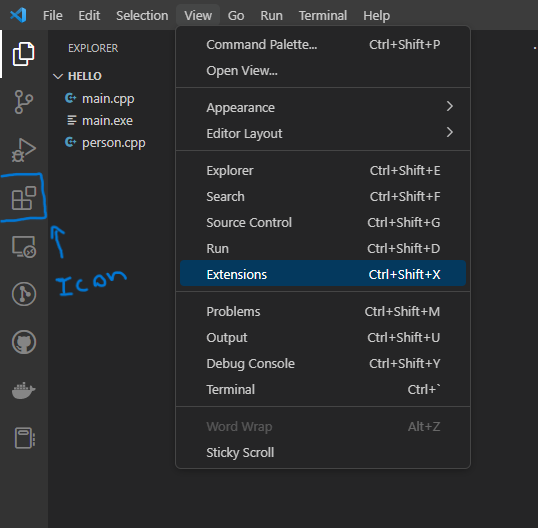 File Edit Selection View Go Run Terminal Help
EXPLORER
HELLO
main.cpp
main.exe
person.cpp
Command Palette... Ctrl+Shift+P
Open View...
Appearance
Editor Layout
Explorer Ctrl+Shift+E
Search Ctrl+Shift+F
Source Control Ctrl+Shift+G
Run Ctrl+Shift+D
Extensions Ctrl+Shift+X
Problems Ctrl+Shift+M
Output Ctrl+Shift+U
Debug Console Ctrl+Shift+Y
Terminal Ctrl+`
Word Wrap Alt+Z
Sticky Scroll
Icon